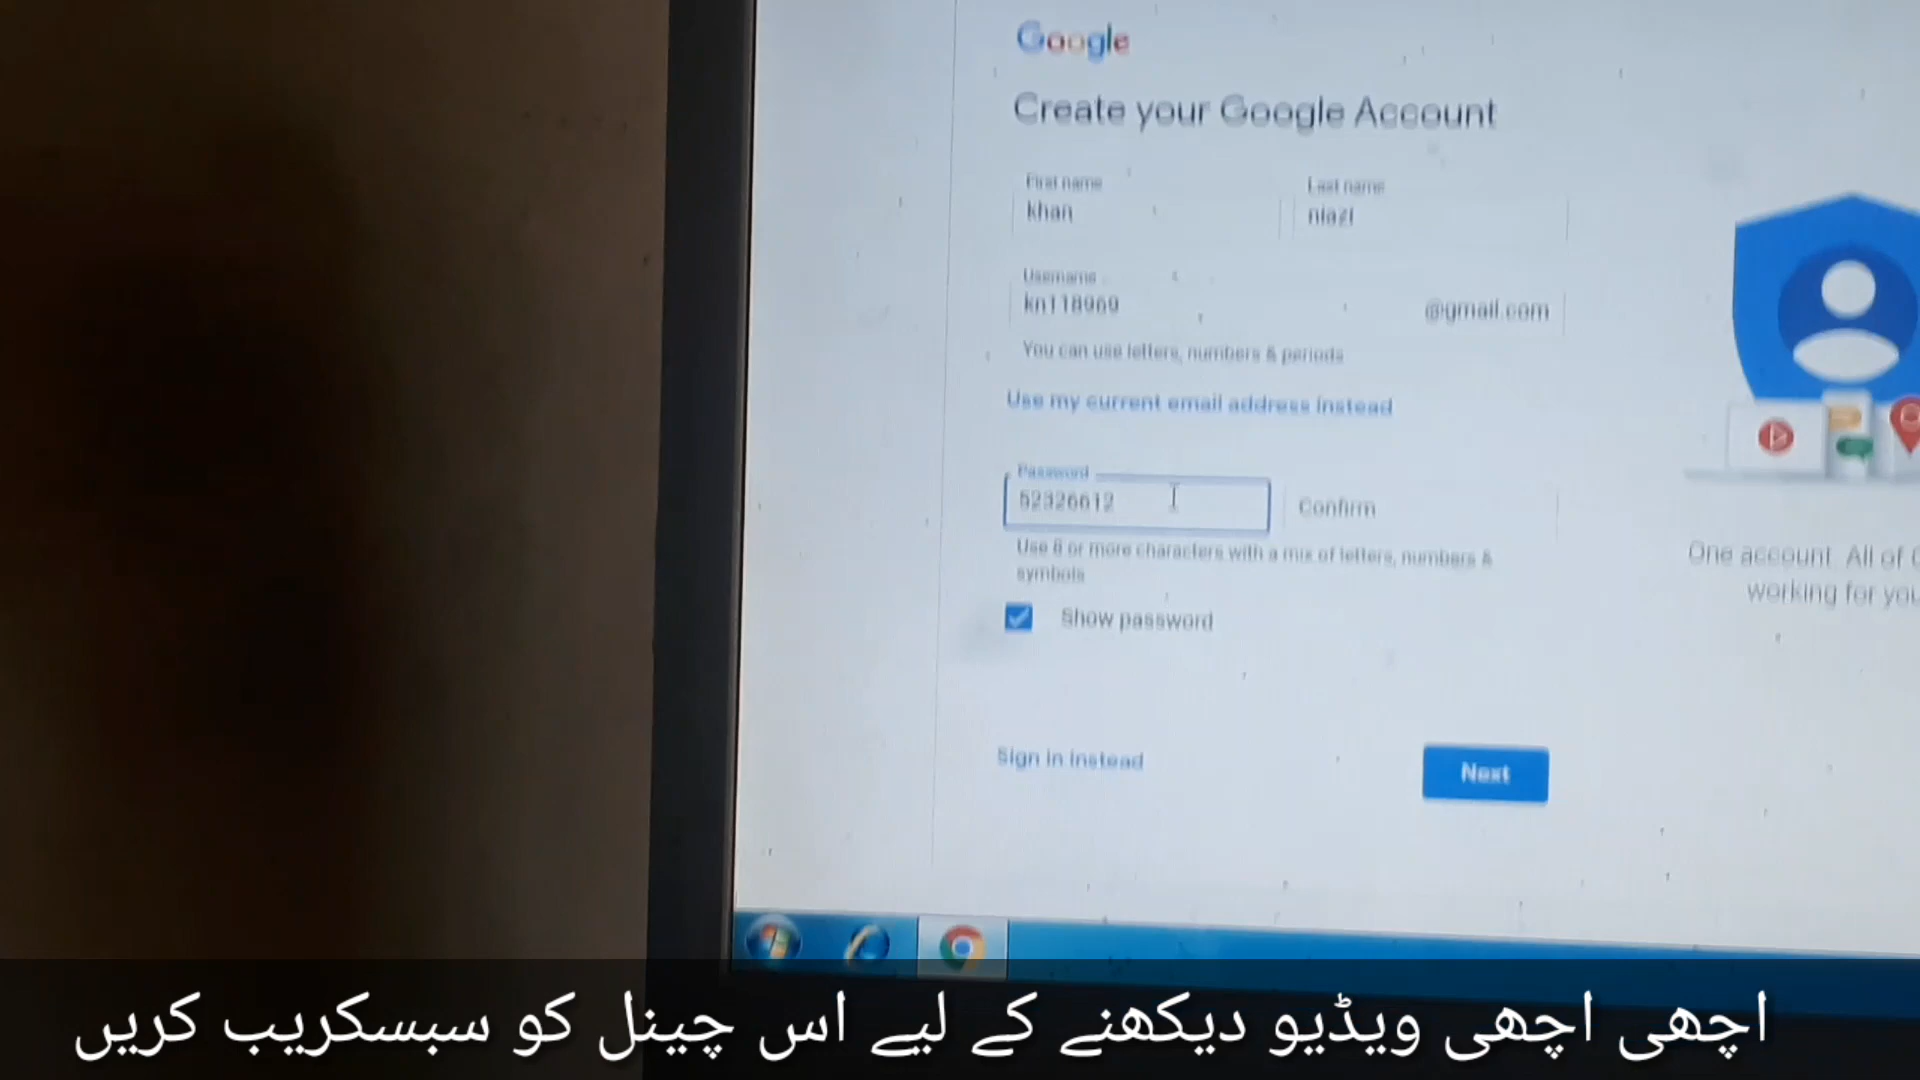 Google
Create your Google Account
First name
Last name
khan
niazi
Username
kn118969
@gmail.com
You can use letters, numbers & periods
Use my current email address instead
Password
52326612
Confirm
Use 8 or more characters with a mix of letters, numbers &
symbols
Show password
One account. All of
working for you
Sign in instead
Next
اچھی اچھی ویڈیو دیکھنے کے لیے اس چینل کو سبسکریب کریں